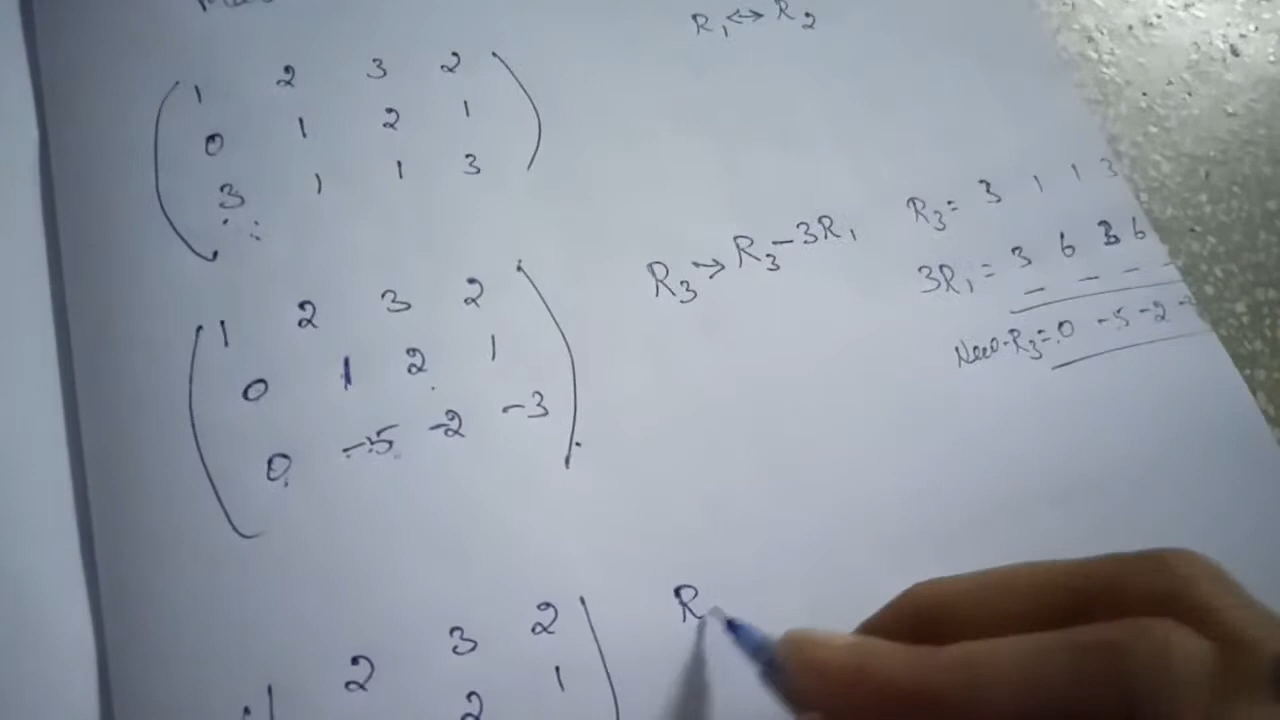 R₁ ↔ R₂
1 2 3 2
0 1 2 1
3 1 1 3
R₃ → R₃ - 3R₁
R₃ = 3 1 1 3
3R₁ = 3 6 3 6
New-R₃ = 0 -5 -2
1 2 3 2
0 1 2 1
0 -5 -2 -3
2 3 2
2 1
R